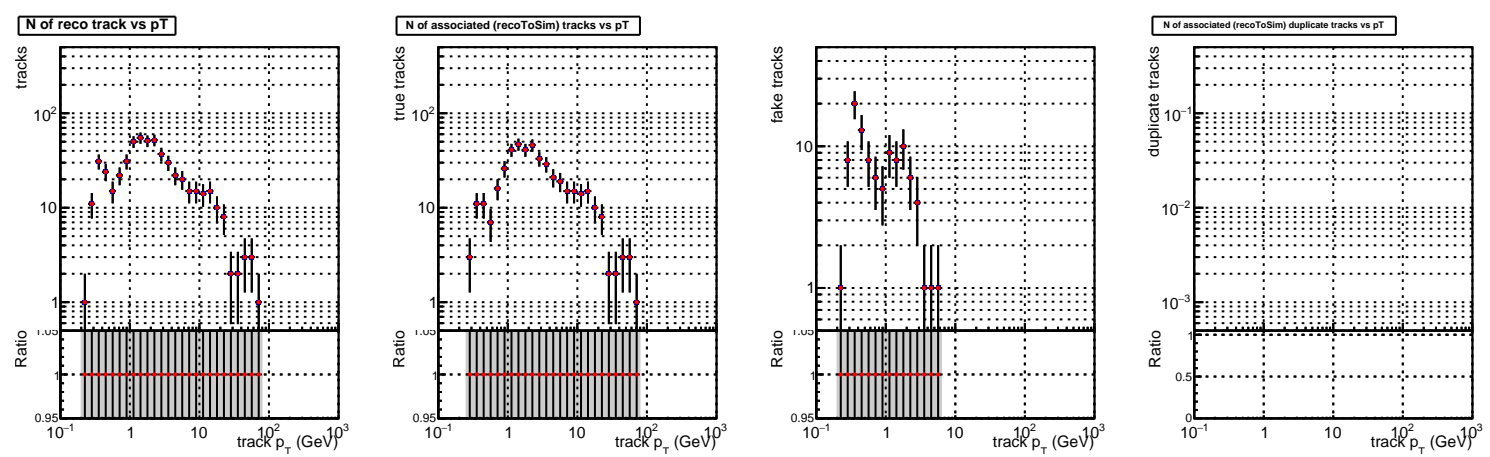 N of reco track vs pT
tracks
10²
10
1
Ratio
1.05
1
0.95
10⁻¹ 1 10 10² 10³
track p_T (GeV)
N of associated (recoToSim) tracks vs pT
true tracks
10²
10
1
Ratio
1.05
1
0.95
10⁻¹ 1 10 10² 10³
track p_T (GeV)
fake tracks
10
1
Ratio
1.05
1
0.95
10⁻¹ 1 10 10² 10³
track p_T (GeV)
N of associated (recoToSim) duplicate tracks vs pT
duplicate tracks
10⁻¹
10⁻²
10⁻³
Ratio
1
0.5
0
10⁻¹ 1 10 10² 10³
track p_T (GeV)